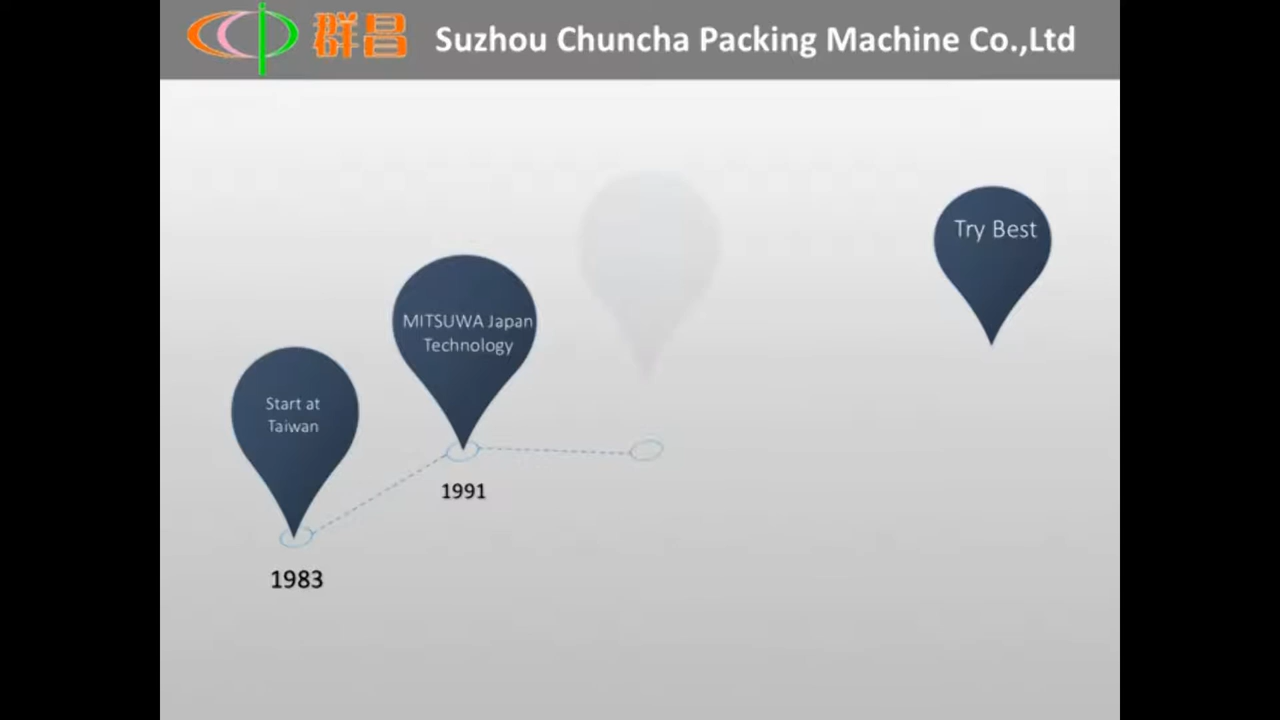 群昌 Suzhou Chuncha Packing Machine Co.,Ltd
Try Best
MITSUWA Japan
Technology
Start at
Taiwan
1991
1983